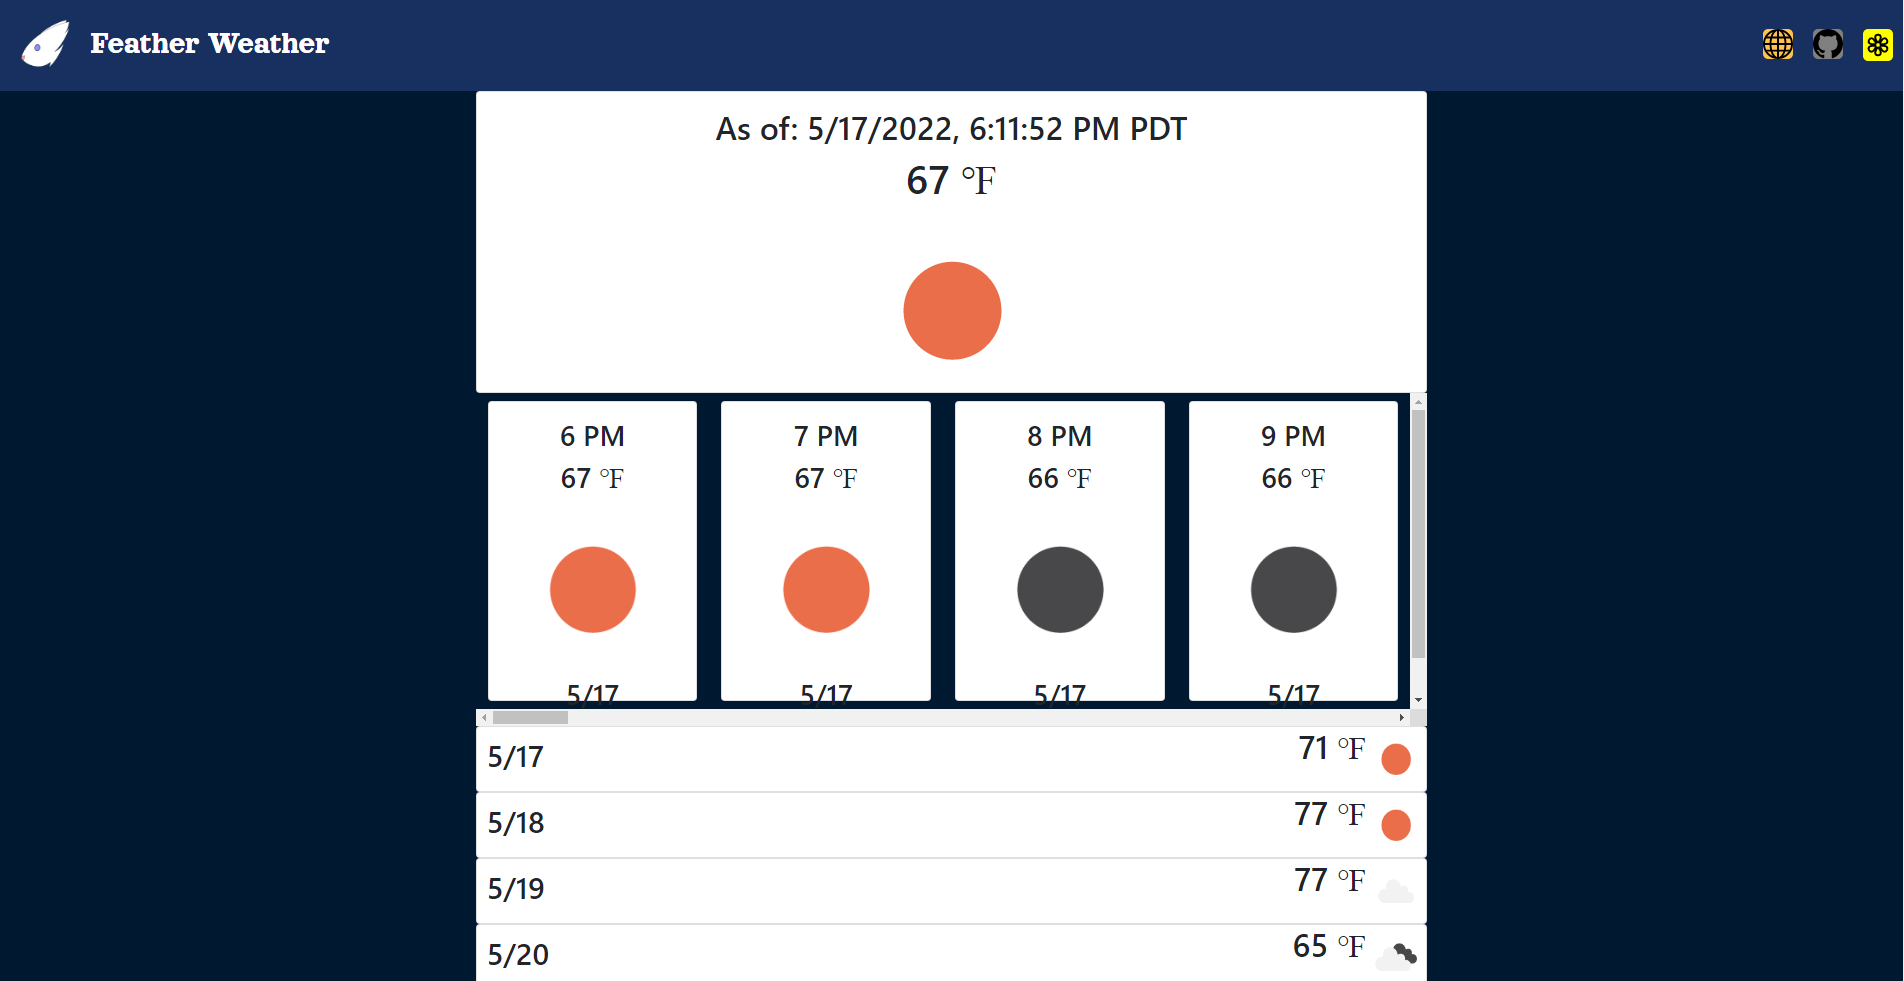 Feather Weather
As of: 5/17/2022, 6:11:52 PM PDT
67 °F
6 PM
67 °F
5/17
7 PM
67 °F
5/17
8 PM
66 °F
5/17
9 PM
66 °F
5/17
5/17 71 °F
5/18 77 °F
5/19 77 °F
5/20 65 °F